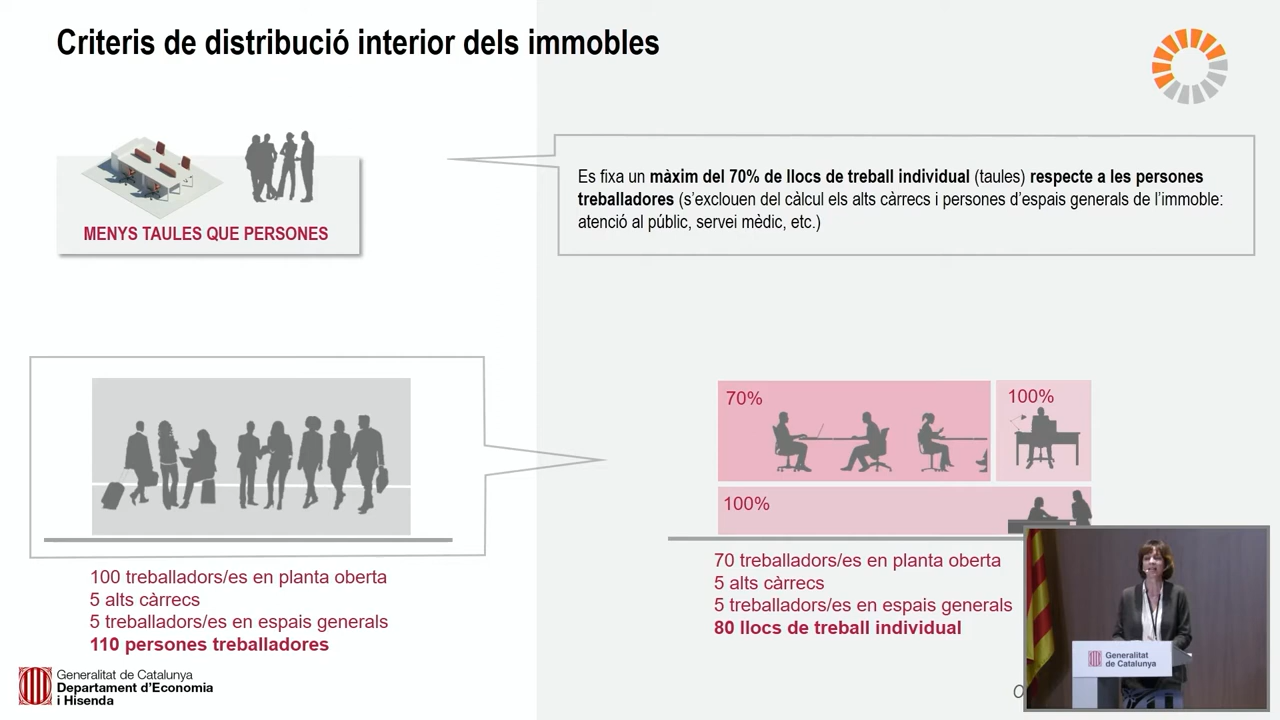 Criteris de distribució interior dels immobles
MENYS TAULES QUE PERSONES
Es fixa un màxim del 70% de llocs de treball individual (taules) respecte a les persones
treballadores (s’exclouen del càlcul els alts càrrecs i persones d’espais generals de l’immoble:
atenció al públic, servei mèdic, etc.)
100 treballadors/es en planta oberta
5 alts càrrecs
5 treballadors/es en espais generals
110 persones treballadores
70%
100%
100%
70 treballadors/es en planta oberta
5 alts càrrecs
5 treballadors/es en espais generals
80 llocs de treball individual
Generalitat de Catalunya
Departament d’Economia
i Hisenda
Generalitat
de Catalunya